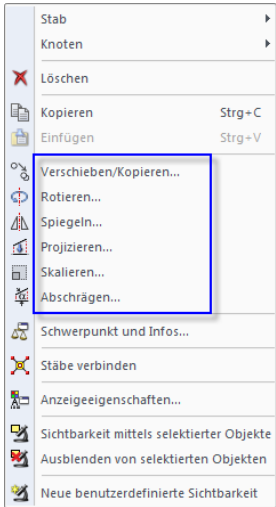 Stab
Knoten
Löschen
Kopieren Strg+C
Einfügen Strg+V
Verschieben/Kopieren...
Rotieren...
Spiegeln...
Projizieren...
Skalieren...
Abschrägen...
Schwerpunkt und Infos...
Stäbe verbinden
Anzeigeeigenschaften...
Sichtbarkeit mittels selektierter Objekte
Ausblenden von selektierten Objekten
Neue benutzerdefinierte Sichtbarkeit